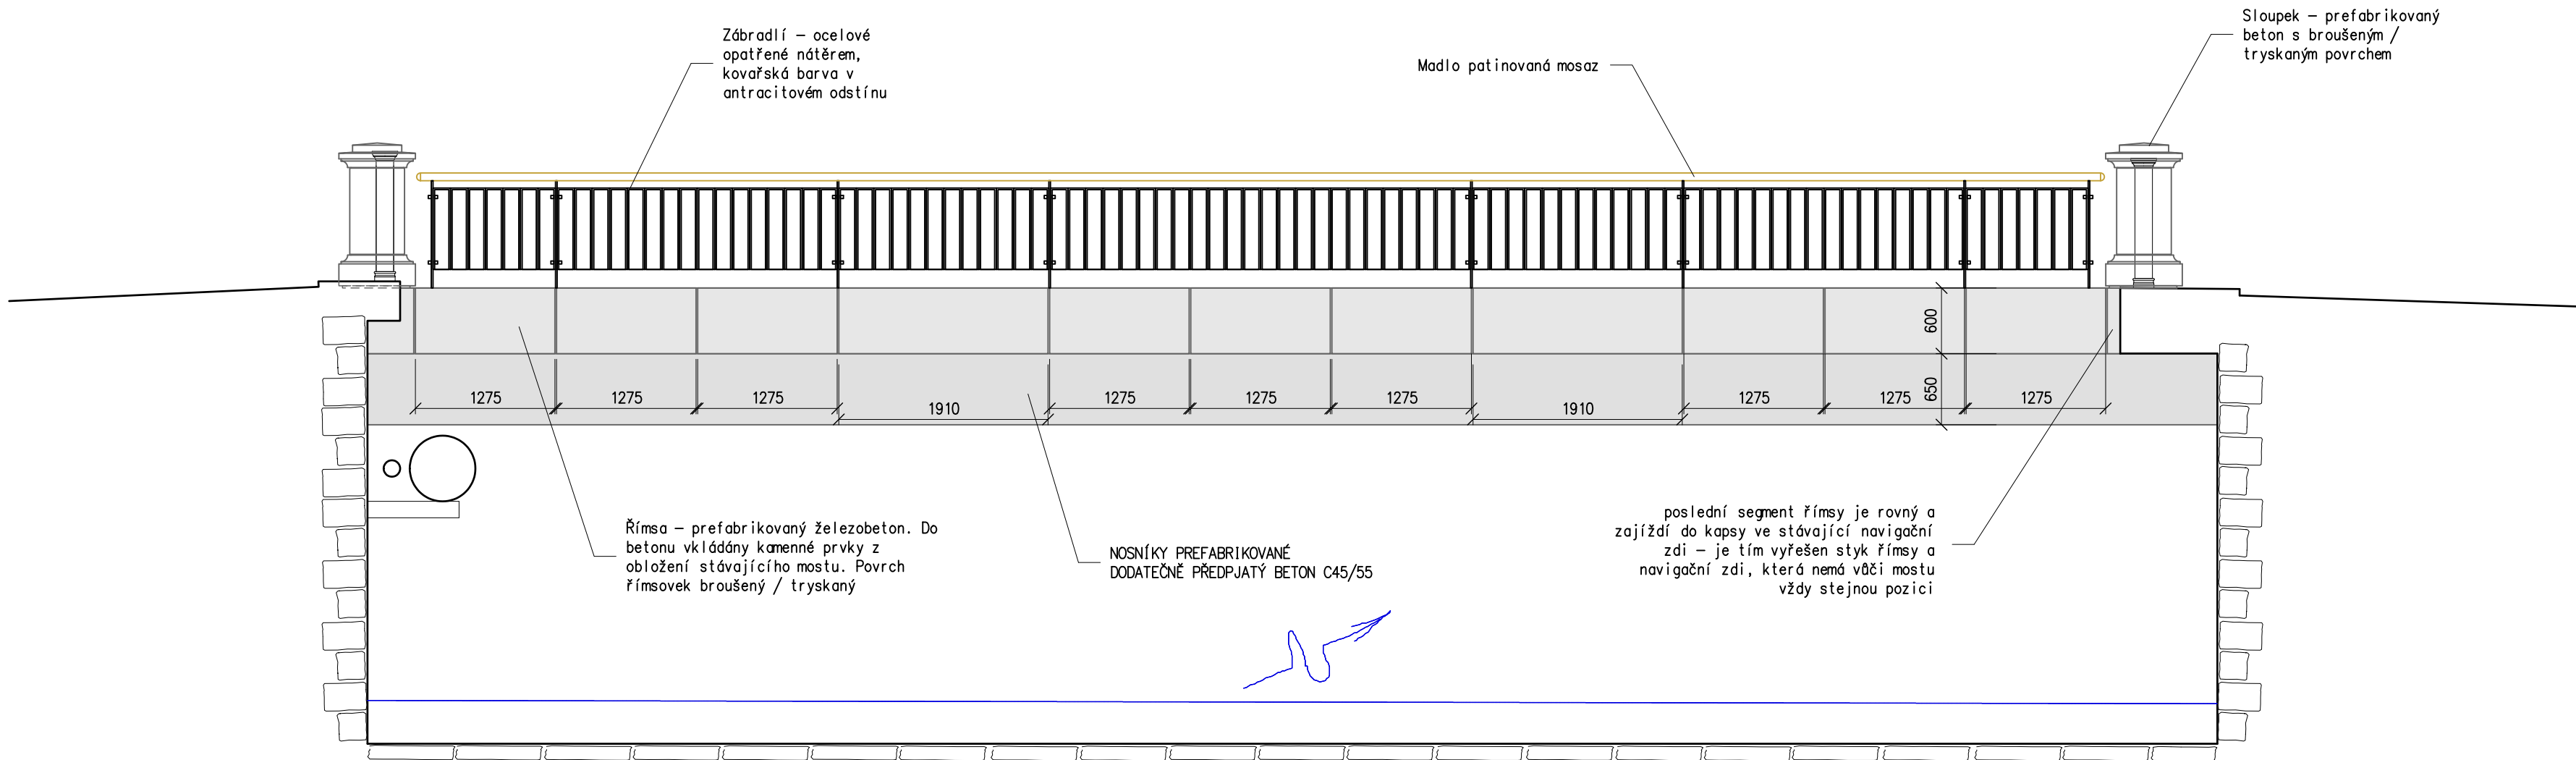 Zábradlí – ocelové
opatřené nátěrem,
kovařská barva v
antracitovém odstínu
Madlo patinovaná mosaz
Sloupek – prefabrikovaný
beton s broušeným /
tryskaným povrchem
600
650
1275
1275
1275
1910
1275
1275
1275
1910
1275
1275
1275
Římsa – prefabrikovaný železobeton. Do
betonu vkládány kamenné prvky z
obložení stávajícího mostu. Povrch
římsovek broušený / tryskaný
NOSNÍKY PREFABRIKOVANÉ
DODATEČNĚ PŘEDPJATÝ BETON C45/55
poslední segment římsy je rovný a
zajíždí do kapsy ve stávající navigační
zdi – je tím vyřešen styk římsy a
navigační zdi, která nemá vůči mostu
vždy stejnou pozici